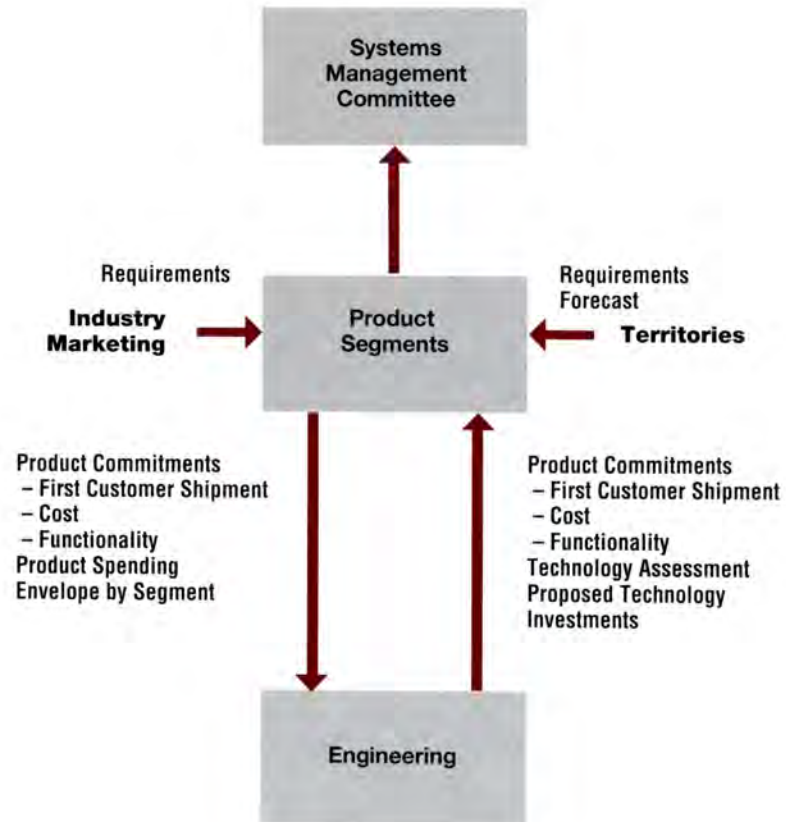 Systems
Management
Committee
Requirements
Industry
Marketing
Product
Segments
Requirements
Forecast
Territories
Product Commitments
– First Customer Shipment
– Cost
– Functionality
Product Spending
Envelope by Segment
Product Commitments
– First Customer Shipment
– Cost
– Functionality
Technology Assessment
Proposed Technology
Investments
Engineering